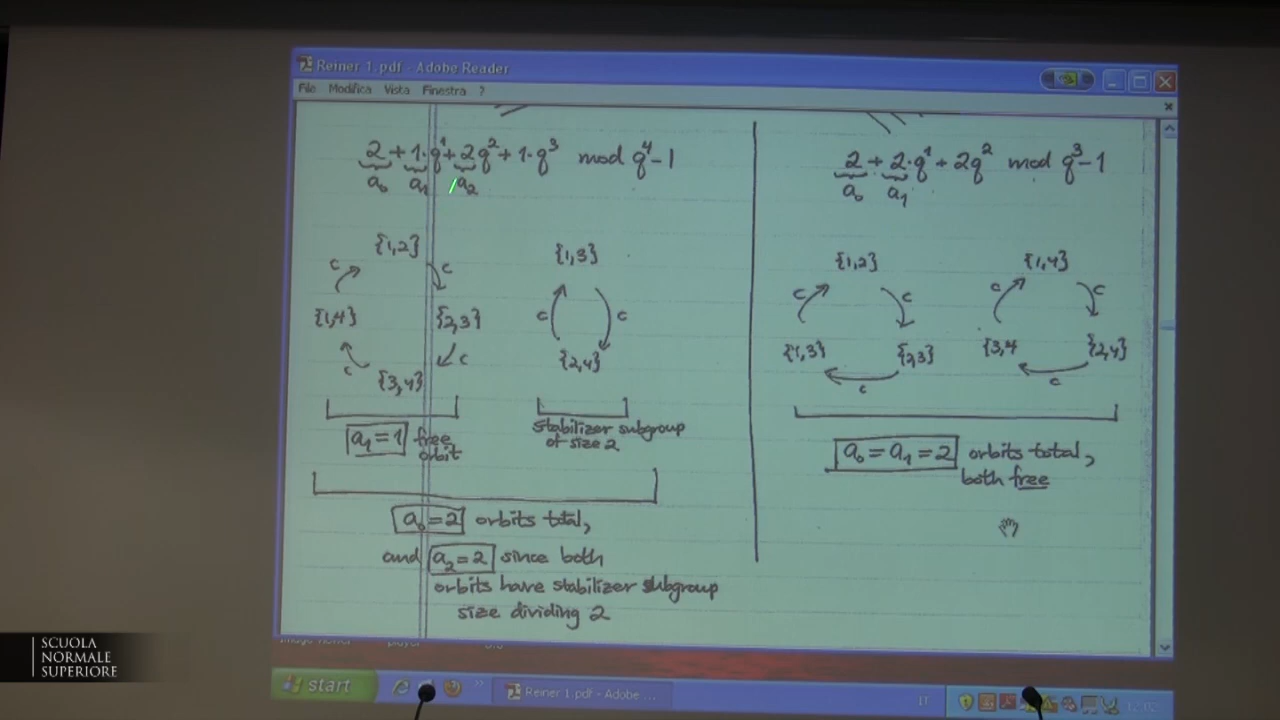 Reiner 1.pdf - Adobe Reader
File Modifica Vista Finestra ?
2 + 1·q¹ + 2q² + 1·q³ mod q⁴-1
a₀ a₁ a₂
{1,2}
c c
{1,4} {2,3}
c c
{3,4}
{1,3}
c c
{2,4}
a₁=1 free orbit
stabilizer subgroup
of size 2
a₀=2 orbits total,
and a₂=2 since both
orbits have stabilizer subgroup
size dividing 2
2 + 2·q¹ + 2q² mod q³-1
a₀ a₁
{1,2} {1,4}
c c c c
{1,3} {2,3} {3,4 {2,4}
c c
a₀=a₁=2 orbits total,
both free
start
Reiner 1.pdf - Adobe ...
IT
12:02
SCUOLA
NORMALE
SUPERIORE